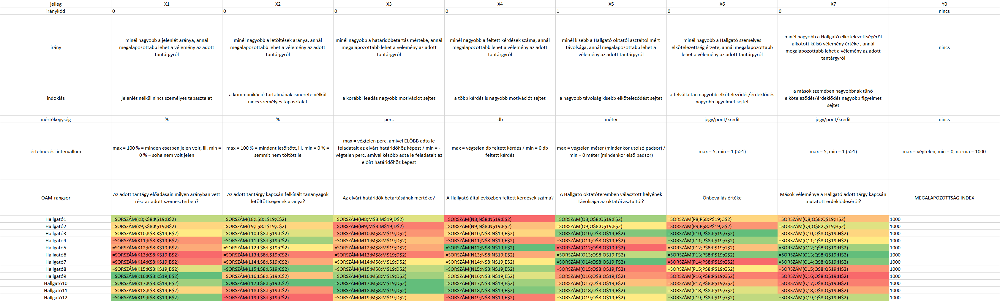 jelleg X1 X2 X3 X4 X5 X6 X7 Y0
iránykód 0 0 0 0 1 0 0 nincs
irány
minél nagyobb a jelenlét aránya, annál
megalapozottabb lehet a vélemény az adott
tantárgyról
minél nagyobb a letöltések aránya, annál
megalapozottabb lehet a vélemény az adott
tantárgyról
minél nagyobb a határidőbetartás mértéke, annál
megalapozottabb lehet a vélemény az adott
tantárgyról
minél nagyobb a feltett kérdések száma, annál
megalapozottabb lehet a vélemény az adott
tantárgyról
minél kisebb a Hallgató oktatói asztaltól mért
távolsága, annál megalapozottabb lehet a
vélemény az adott tantárgyról
minél nagyobb a Hallgató személyes
elkötelezettség érzete, annál megalapozottabb
lehet a vélemény az adott tantárgyról
minél nagyobb a Hallgató elkötelezettségéről
alkotott külső vélemény értéke , annál
megalapozottabb lehet a vélemény az adott
tantárgyról
nincs
indoklás
jelenlét nélkül nincs személyes tapasztalat
a kommunikáció tartalmának ismerete nélkül
nincs személyes tapasztalat
a korábbi leadás nagyobb motivációt sejtet
a több kérdés is nagyobb motivációt sejtet
a nagyobb távolság kisebb elköteleződést sejtet
a felvállaltan nagyobb elköteleződés/érdeklődés
nagyobb figyelmet sejtet
a mások szemében nagyobbnak tűnő
elköteleződés/érdeklődés nagyobb figyelmet
sejtet
mértékegység % % perc db méter jegy/pont/kredit jegy/pont/kredit nincs
értelmezési intervallum
max = 100 % = minden esetben jelen volt, ill. min =
0 % = soha nem volt jelen
max = 100 % = mindent letöltött, ill. min = 0 % =
semmit nem töltött le
max = végtelen perc, amivel ELŐBB adta le
feladatait az elvárt határidőhöz képest / min = -
végtelen perc, amivel később adta le feladatait az
előírt határidőhöz képest
max = végtelen db feltett kérdés / min = 0 db
feltett kérdés
max = végtelen méter (mindenkor utolsó padsor) /
min = 0 méter (mindenkor első padsor)
max = 5, min = 1 (5>1)
max = 5, min = 1 (5>1)
max = végtelen, min = 0, norma = 1000
OAM-rangsor
Az adott tantágy előadásain milyen arányban vett
rész az adott szemeszterben?
Az adott tantárgy kapcsán felkínált tananyagok
letöltöttségének aránya?
Az elvárt határidők betartásának mértéke?
A Hallgató által évközben feltett kérdések száma?
A Hallgató oktatóteremben választott helyének
távolsága az oktatói asztaltól?
Önbevallás értéke
Mások véleménye a Hallgató adott tárgy kapcsán
mutatott érdeklődéséről?
MEGALAPOZOTTSÁG INDEX
Hallgató1 =SORSZÁM(K8;K$8:K$19;B$2) =SORSZÁM(L8;L$8:L$19;C$2) =SORSZÁM(M8;M$8:M$19;D$2) =SORSZÁM(N8;N$8:N$19;E$2) =SORSZÁM(O8;O$8:O$19;F$2) =SORSZÁM(P8;P$8:P$19;G$2) =SORSZÁM(Q8;Q$8:Q$19;H$2) 1000
Hallgató2 =SORSZÁM(K9;K$8:K$19;B$2) =SORSZÁM(L9;L$8:L$19;C$2) =SORSZÁM(M9;M$8:M$19;D$2) =SORSZÁM(N9;N$8:N$19;E$2) =SORSZÁM(O9;O$8:O$19;F$2) =SORSZÁM(P9;P$8:P$19;G$2) =SORSZÁM(Q9;Q$8:Q$19;H$2) 1000
Hallgató3 =SORSZÁM(K10;K$8:K$19;B$2) =SORSZÁM(L10;L$8:L$19;C$2) =SORSZÁM(M10;M$8:M$19;D$2) =SORSZÁM(N10;N$8:N$19;E$2) =SORSZÁM(O10;O$8:O$19;F$2) =SORSZÁM(P10;P$8:P$19;G$2) =SORSZÁM(Q10;Q$8:Q$19;H$2) 1000
Hallgató4 =SORSZÁM(K11;K$8:K$19;B$2) =SORSZÁM(L11;L$8:L$19;C$2) =SORSZÁM(M11;M$8:M$19;D$2) =SORSZÁM(N11;N$8:N$19;E$2) =SORSZÁM(O11;O$8:O$19;F$2) =SORSZÁM(P11;P$8:P$19;G$2) =SORSZÁM(Q11;Q$8:Q$19;H$2) 1000
Hallgató5 =SORSZÁM(K12;K$8:K$19;B$2) =SORSZÁM(L12;L$8:L$19;C$2) =SORSZÁM(M12;M$8:M$19;D$2) =SORSZÁM(N12;N$8:N$19;E$2) =SORSZÁM(O12;O$8:O$19;F$2) =SORSZÁM(P12;P$8:P$19;G$2) =SORSZÁM(Q12;Q$8:Q$19;H$2) 1000
Hallgató6 =SORSZÁM(K13;K$8:K$19;B$2) =SORSZÁM(L13;L$8:L$19;C$2) =SORSZÁM(M13;M$8:M$19;D$2) =SORSZÁM(N13;N$8:N$19;E$2) =SORSZÁM(O13;O$8:O$19;F$2) =SORSZÁM(P13;P$8:P$19;G$2) =SORSZÁM(Q13;Q$8:Q$19;H$2) 1000
Hallgató7 =SORSZÁM(K14;K$8:K$19;B$2) =SORSZÁM(L14;L$8:L$19;C$2) =SORSZÁM(M14;M$8:M$19;D$2) =SORSZÁM(N14;N$8:N$19;E$2) =SORSZÁM(O14;O$8:O$19;F$2) =SORSZÁM(P14;P$8:P$19;G$2) =SORSZÁM(Q14;Q$8:Q$19;H$2) 1000
Hallgató8 =SORSZÁM(K15;K$8:K$19;B$2) =SORSZÁM(L15;L$8:L$19;C$2) =SORSZÁM(M15;M$8:M$19;D$2) =SORSZÁM(N15;N$8:N$19;E$2) =SORSZÁM(O15;O$8:O$19;F$2) =SORSZÁM(P15;P$8:P$19;G$2) =SORSZÁM(Q15;Q$8:Q$19;H$2) 1000
Hallgató9 =SORSZÁM(K16;K$8:K$19;B$2) =SORSZÁM(L16;L$8:L$19;C$2) =SORSZÁM(M16;M$8:M$19;D$2) =SORSZÁM(N16;N$8:N$19;E$2) =SORSZÁM(O16;O$8:O$19;F$2) =SORSZÁM(P16;P$8:P$19;G$2) =SORSZÁM(Q16;Q$8:Q$19;H$2) 1000
Hallgató10 =SORSZÁM(K17;K$8:K$19;B$2) =SORSZÁM(L17;L$8:L$19;C$2) =SORSZÁM(M17;M$8:M$19;D$2) =SORSZÁM(N17;N$8:N$19;E$2) =SORSZÁM(O17;O$8:O$19;F$2) =SORSZÁM(P17;P$8:P$19;G$2) =SORSZÁM(Q17;Q$8:Q$19;H$2) 1000
Hallgató11 =SORSZÁM(K18;K$8:K$19;B$2) =SORSZÁM(L18;L$8:L$19;C$2) =SORSZÁM(M18;M$8:M$19;D$2) =SORSZÁM(N18;N$8:N$19;E$2) =SORSZÁM(O18;O$8:O$19;F$2) =SORSZÁM(P18;P$8:P$19;G$2) =SORSZÁM(Q18;Q$8:Q$19;H$2) 1000
Hallgató12 =SORSZÁM(K19;K$8:K$19;B$2) =SORSZÁM(L19;L$8:L$19;C$2) =SORSZÁM(M19;M$8:M$19;D$2) =SORSZÁM(N19;N$8:N$19;E$2) =SORSZÁM(O19;O$8:O$19;F$2) =SORSZÁM(P19;P$8:P$19;G$2) =SORSZÁM(Q19;Q$8:Q$19;H$2) 1000